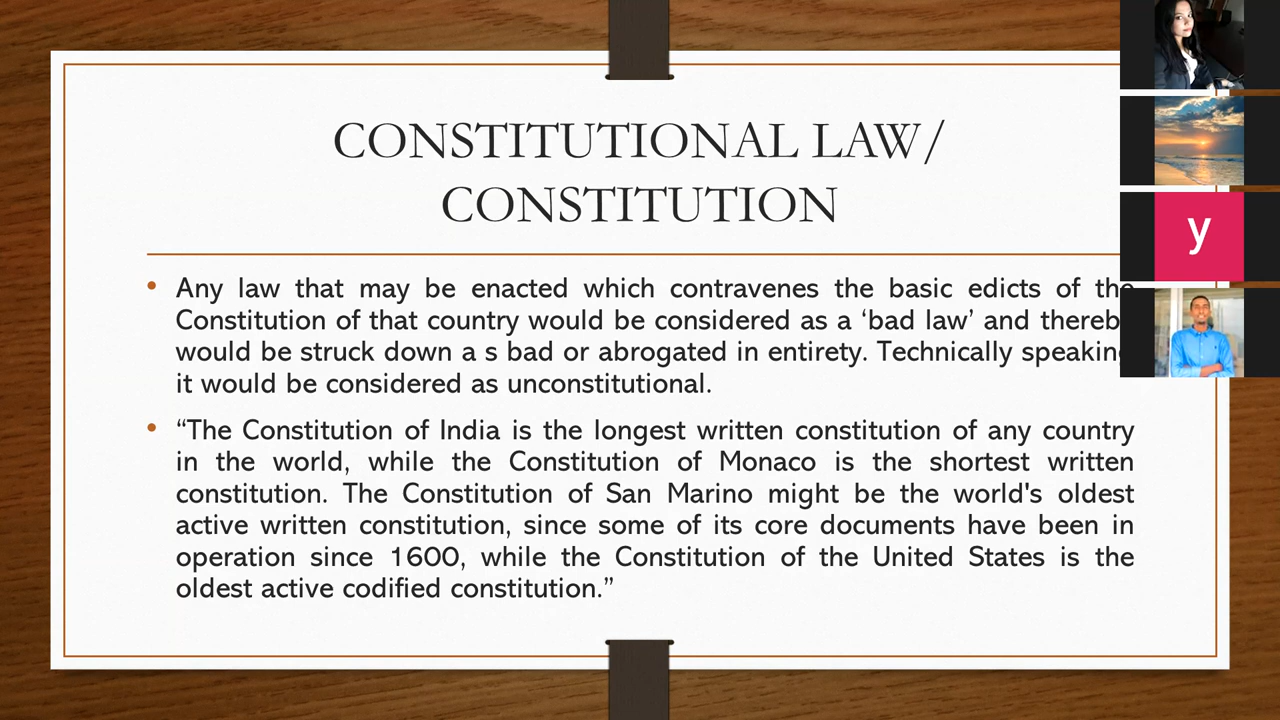 CONSTITUTIONAL LAW/
CONSTITUTION
• Any law that may be enacted which contravenes the basic edicts of the
Constitution of that country would be considered as a ‘bad law’ and thereb
would be struck down a s bad or abrogated in entirety. Technically speakin
it would be considered as unconstitutional.
• “The Constitution of India is the longest written constitution of any country
in the world, while the Constitution of Monaco is the shortest written
constitution. The Constitution of San Marino might be the world's oldest
active written constitution, since some of its core documents have been in
operation since 1600, while the Constitution of the United States is the
oldest active codified constitution.”
y